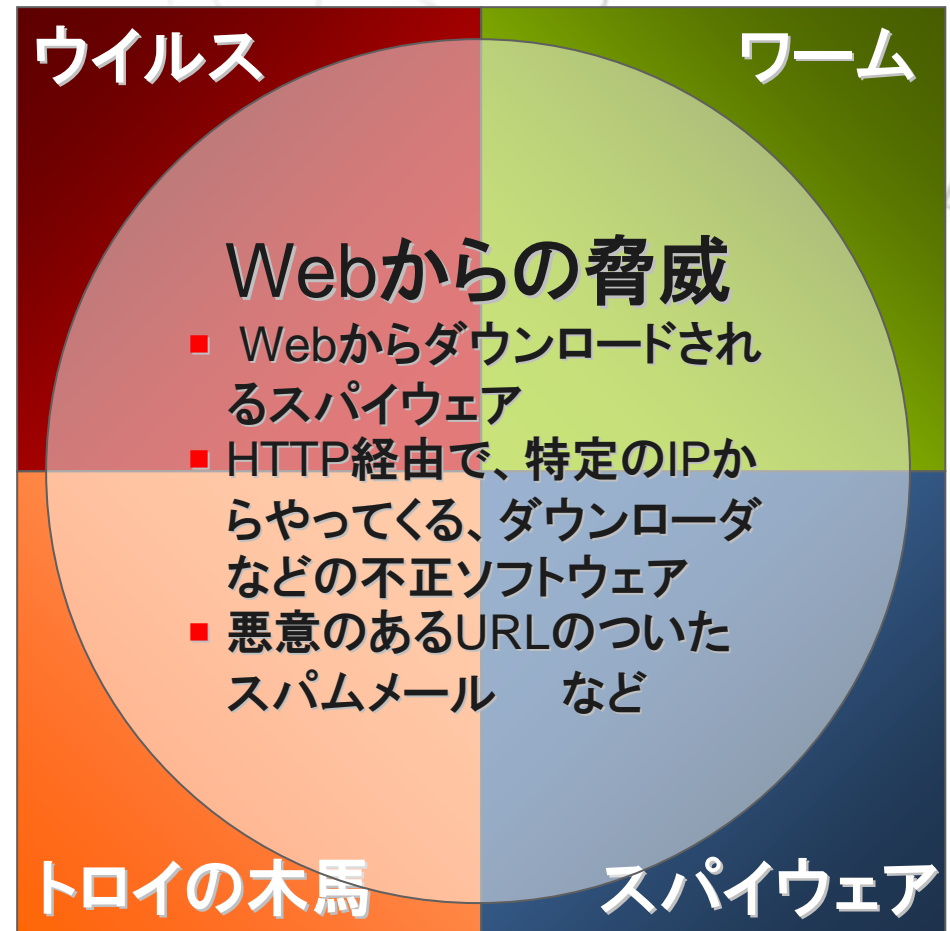 ウイルス
ワーム
Webからの脅威
Webからダウンロードされ
るスパイウェア
HTTP経由で、特定のIPか
らやってくる、ダウンローダ
などの不正ソフトウェア
悪意のあるURLのついた
スパムメール　など
トロイの木馬
スパイウェア